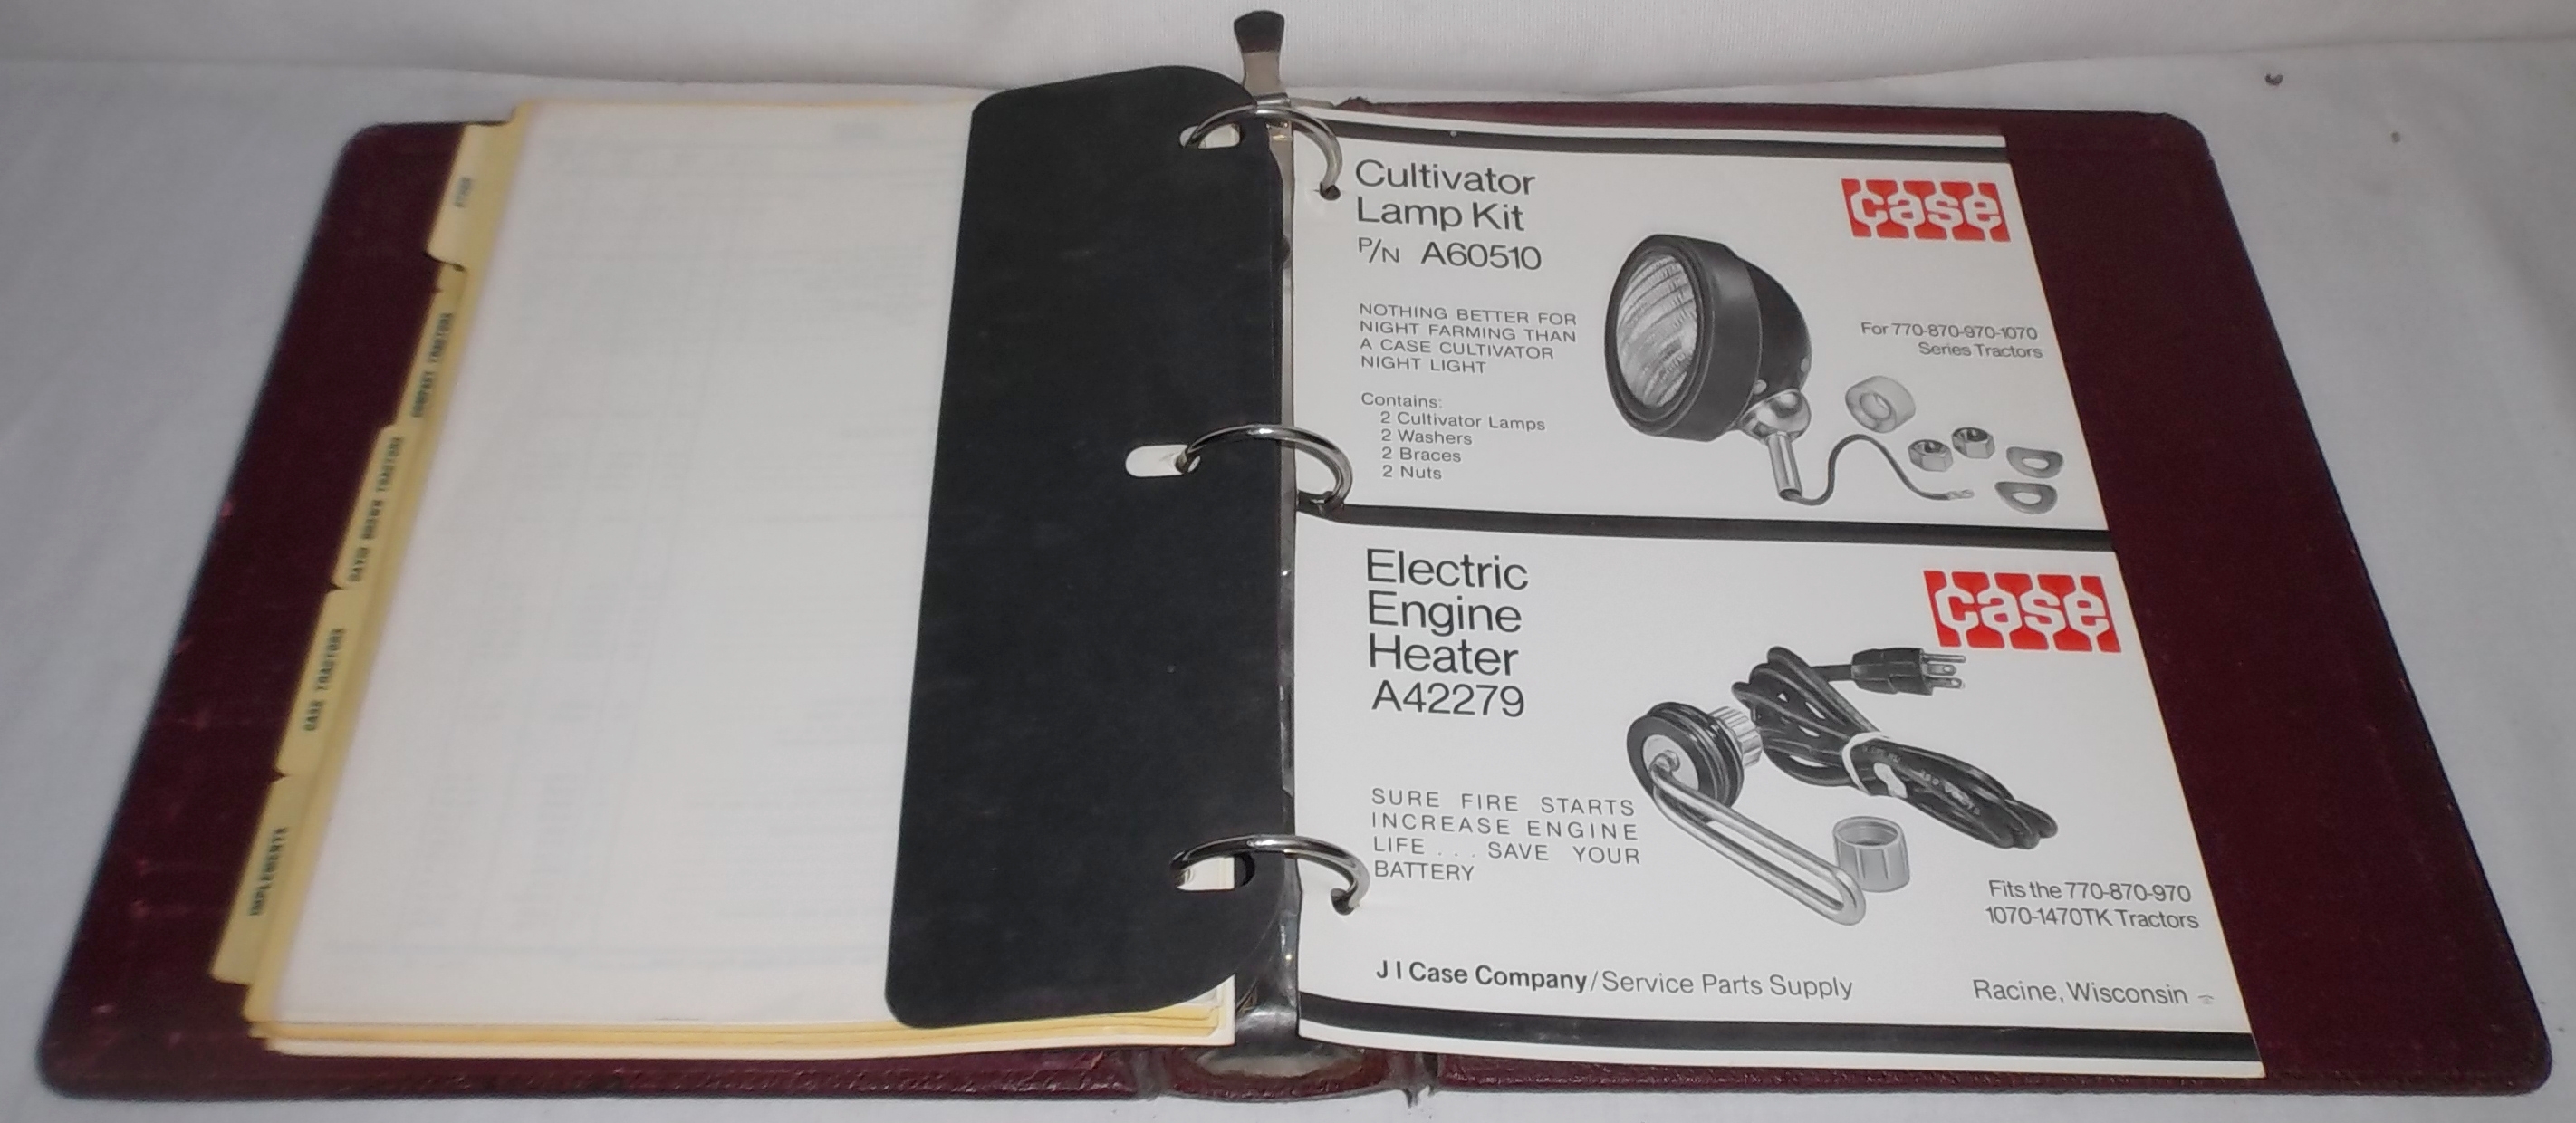 COMPACT TRACTORS
DAVID BROWN TRACTORS
CASE TRACTORS
IMPLEMENTS
Cultivator
Lamp Kit
P/N A60510
case
NOTHING BETTER FOR
NIGHT FARMING THAN
A CASE CULTIVATOR
NIGHT LIGHT
For 770-870-970-1070
Series Tractors
Contains:
2 Cultivator Lamps
2 Washers
2 Braces
2 Nuts
Electric
Engine
Heater
A42279
case
SURE FIRE STARTS
INCREASE ENGINE
LIFE . . . SAVE YOUR
BATTERY
Fits the 770-870-970
1070-1470TK Tractors
J I Case Company/Service Parts Supply
Racine, Wisconsin